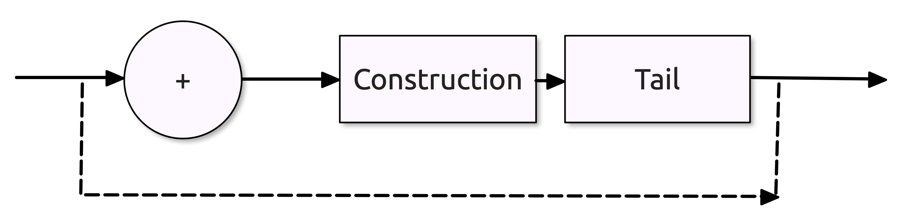 +
Construction
Tail